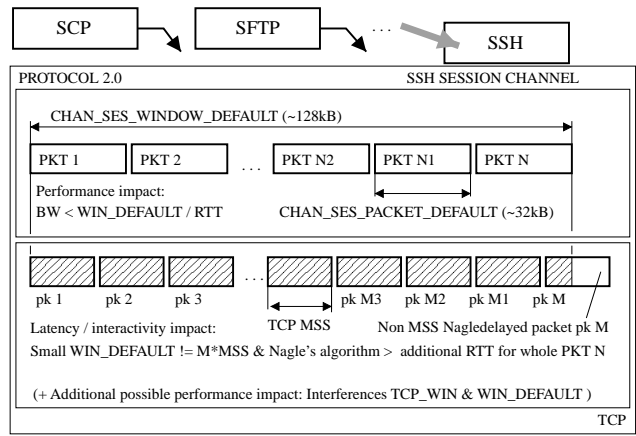 SCP
SFTP
. . .
SSH
PROTOCOL 2.0
SSH SESSION CHANNEL
CHAN_SES_WINDOW_DEFAULT (~128kB)
PKT 1
PKT 2
. . .
PKT N2
PKT N1
PKT N
Performance impact:
BW < WIN_DEFAULT / RTT
CHAN_SES_PACKET_DEFAULT (~32kB)
. . .
pk 1
pk 2
pk 3
pk M3
pk M2
pk M1
pk M
TCP MSS
Latency / interactivity impact:
Non MSS Nagledelayed packet pk M
Small WIN_DEFAULT != M*MSS & Nagle's algorithm > additional RTT for whole PKT N
(+ Additional possible performance impact: Interferences TCP_WIN & WIN_DEFAULT )
TCP